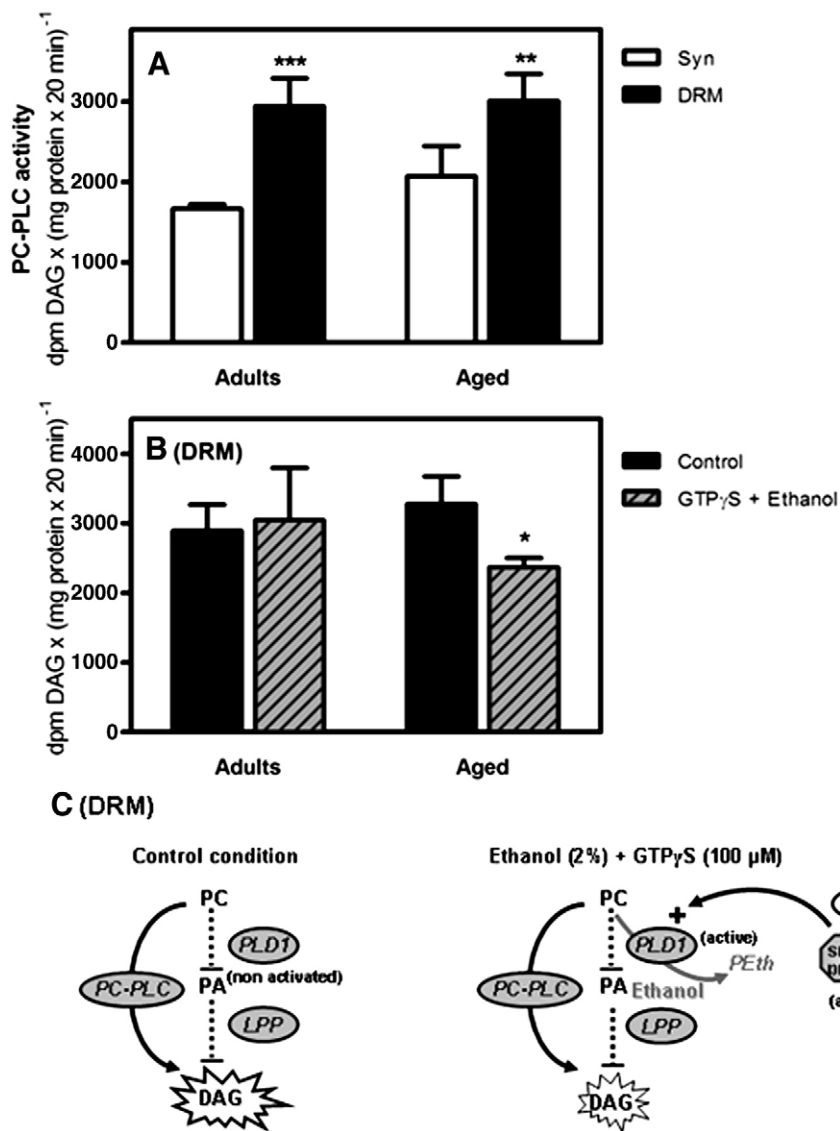 A
***
**
Syn
DRM
PC-PLC activity
dpm DAG x (mg protein x 20 min)⁻¹
3000
2000
1000
0
Adults
Aged
B (DRM)
*
Control
GTPγS + Ethanol
dpm DAG x (mg protein x 20 min)⁻¹
4000
3000
2000
1000
0
Adults
Aged
C (DRM)
Control condition
PC
PLD1
(non activated)
PC-PLC
PA
LPP
DAG
Ethanol (2%) + GTPγS (100 μM)
PC
+
PLD1
(active)
PEth
PC-PLC
PA
Ethanol
LPP
DAG